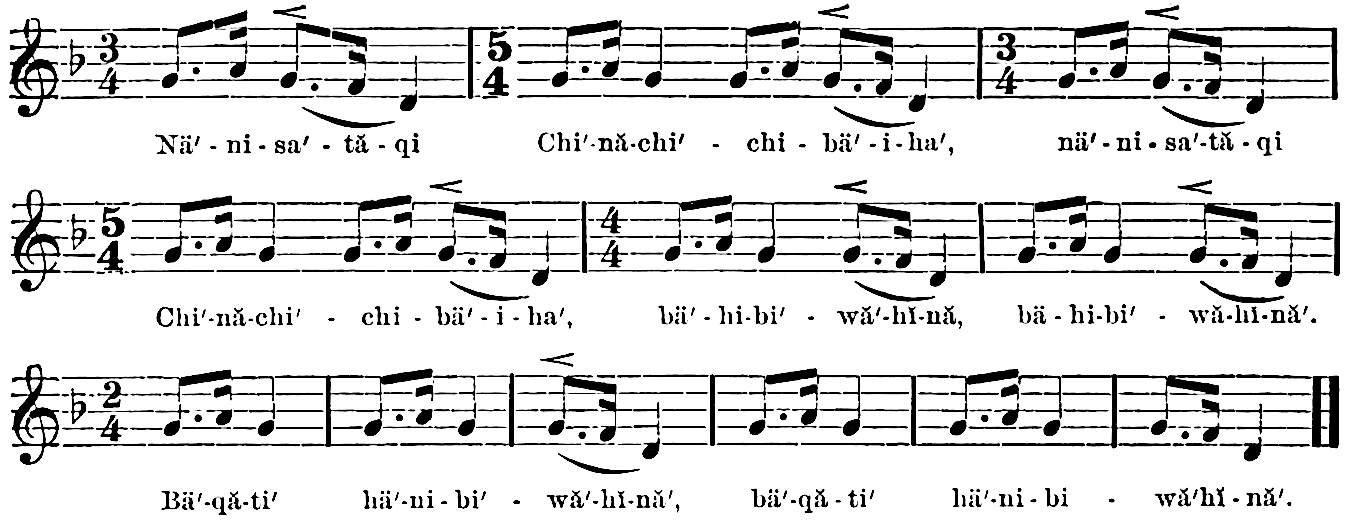 Nä′ - ni - sa′ - tă - qi Chi′-nă-chi′ - chi - bä′ - i - ha′, nä′ - ni - sa′-tă - qi
Chi′-nă-chi′ - chi - bä′ - i - ha′, bä′ - hi-bi′ - wă′-hĭ-nă, bä - hi-bi′ - wă-hĭ-nă′.
Bä′-qă-ti′ hä′-ni - bi′ - wă′-hĭ-nă′, bä′-qă - ti′ hä′-ni - bi - wă′hĭ - nă′.